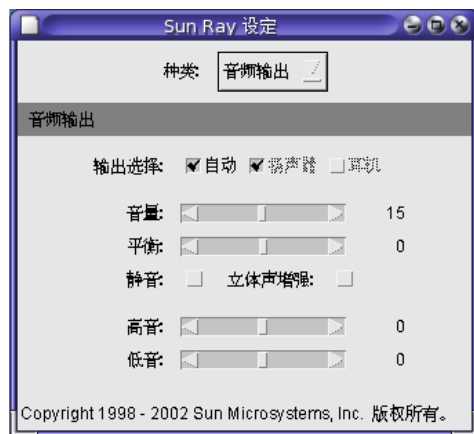 Sun Ray 设定
种类: 音频输出
音频输出
输出选择: 自动 扬声器 耳机
音量: 15
平衡: 0
静音: 立体声增强:
高音: 0
低音: 0
Copyright 1998 - 2002 Sun Microsystems, Inc. 版权所有。